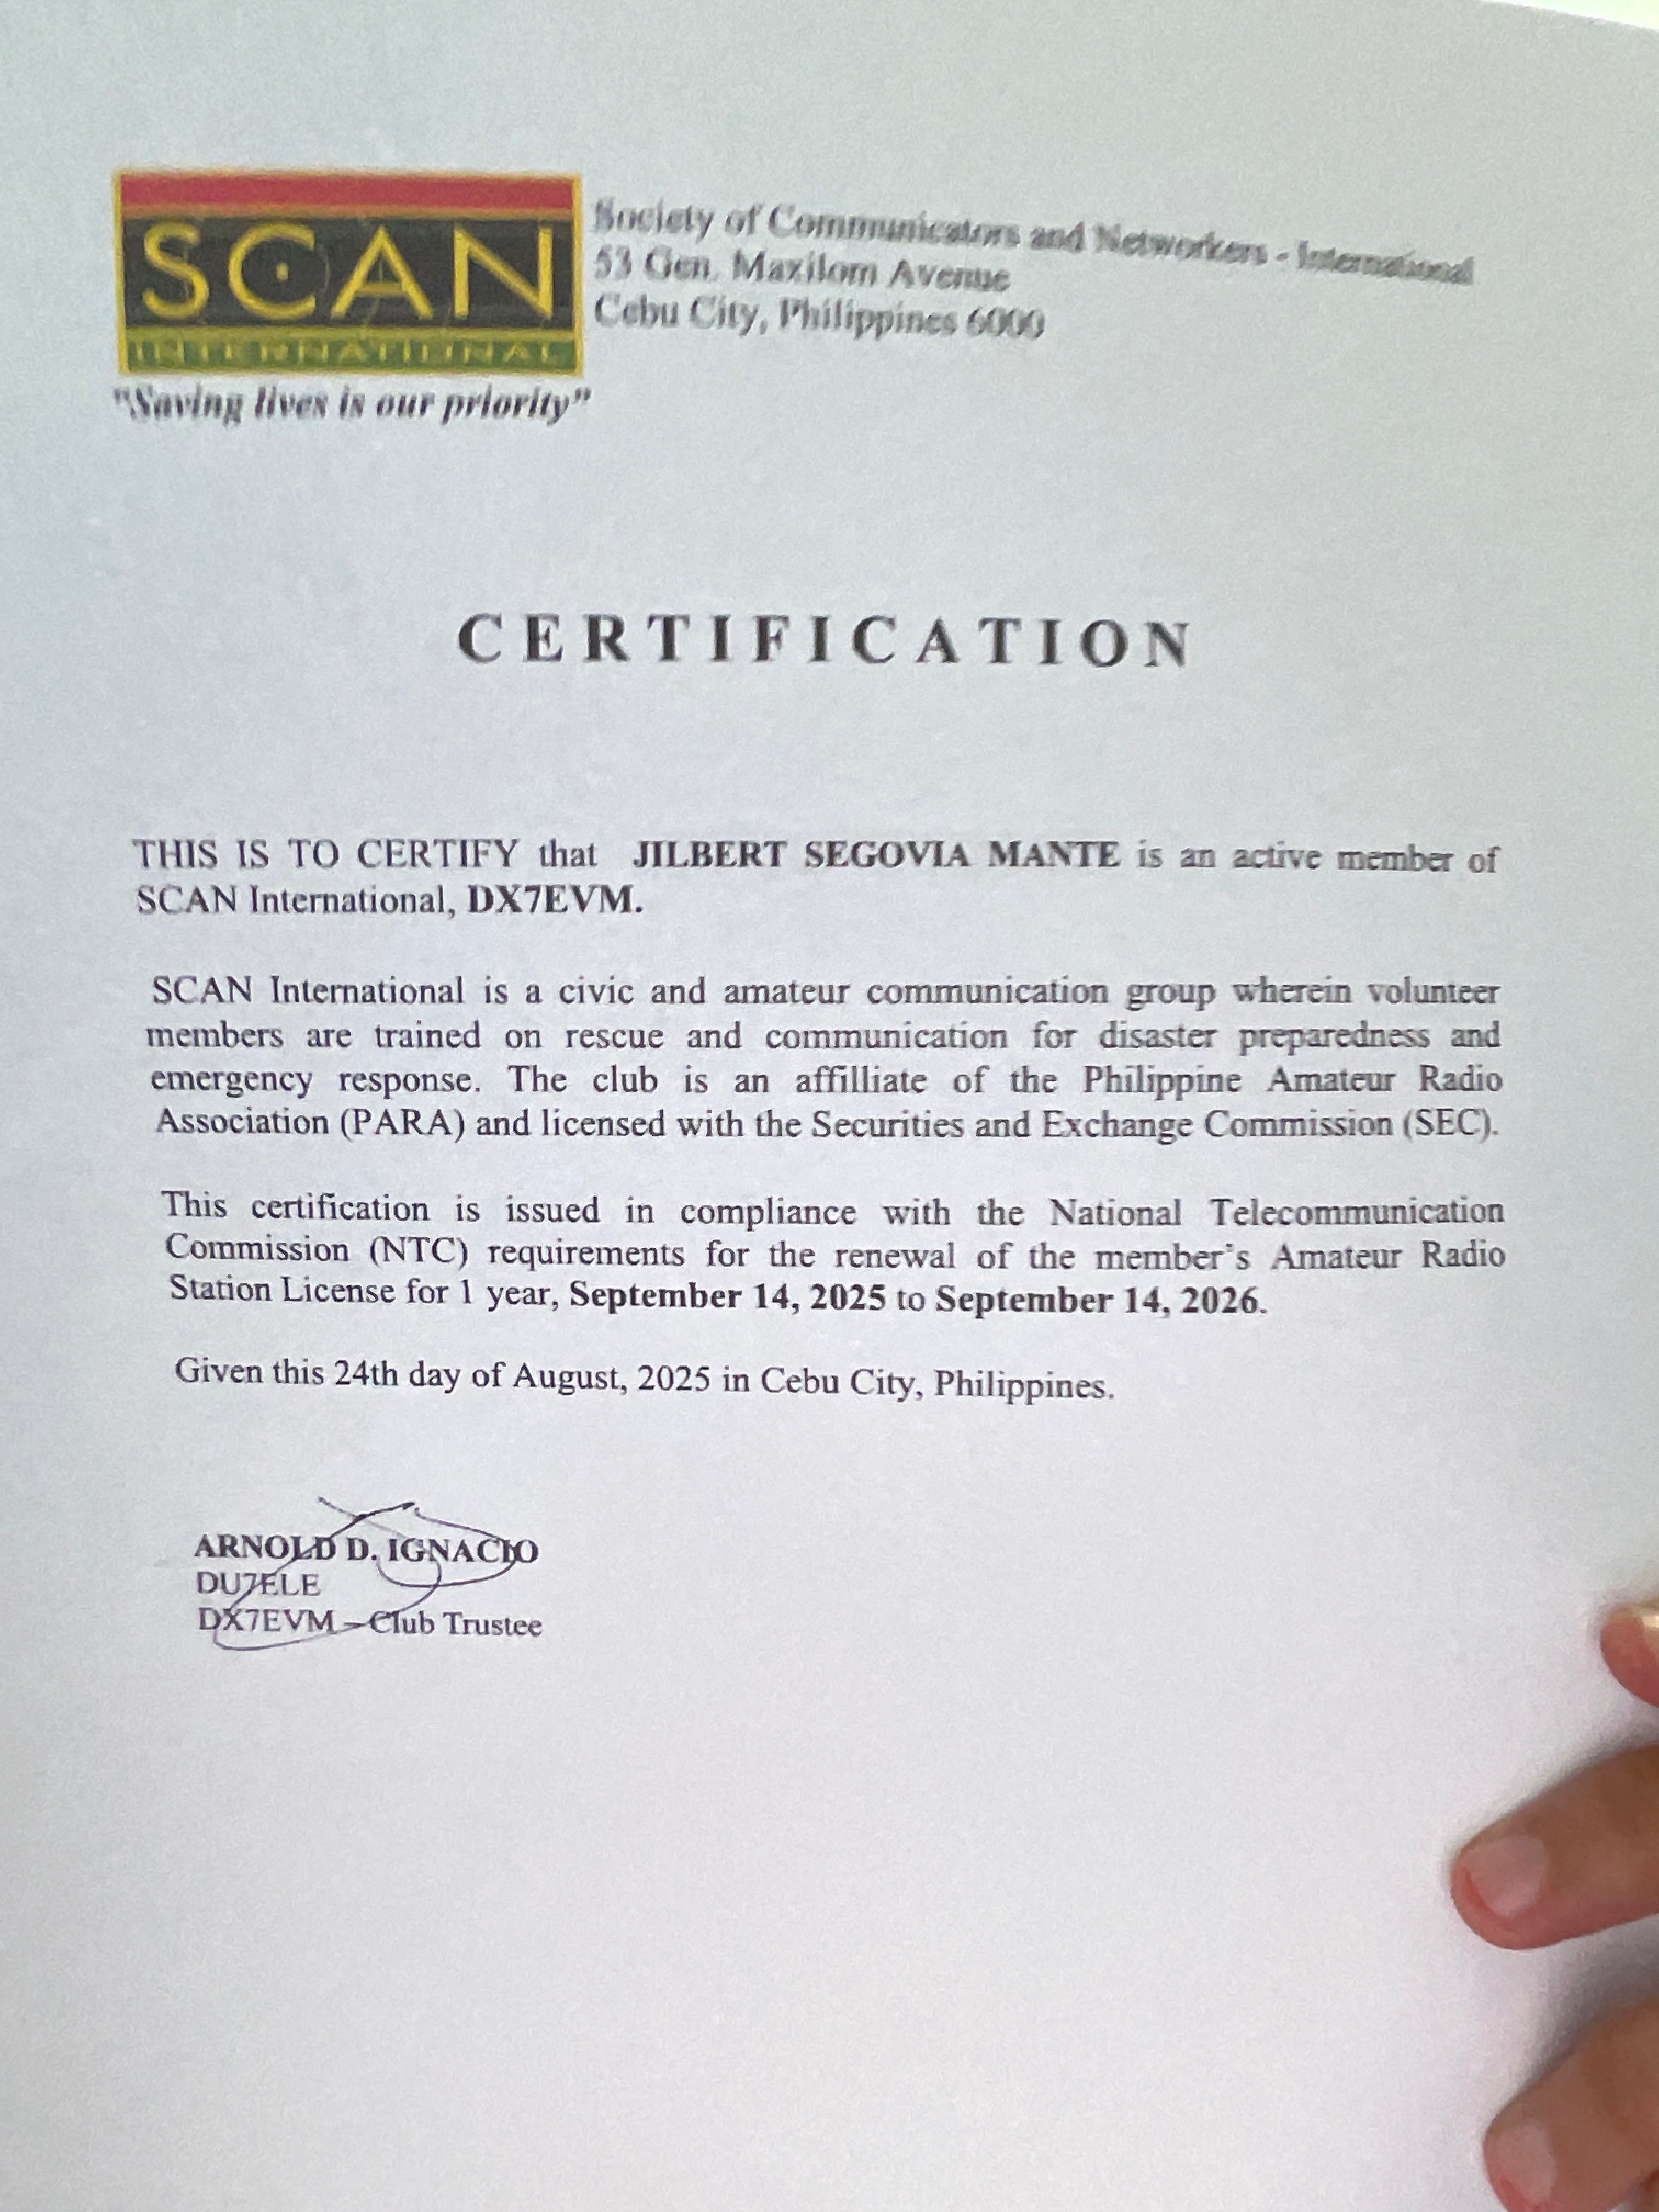 SCAN
INTERNATIONAL
"Saving lives is our priority"
Society of Communicators and Networkers - International
53 Gen. Maxilom Avenue
Cebu City, Philippines 6000
CERTIFICATION
THIS IS TO CERTIFY that JILBERT SEGOVIA MANTE is an active member of
SCAN International, DX7EVM.
SCAN International is a civic and amateur communication group wherein volunteer
members are trained on rescue and communication for disaster preparedness and
emergency response. The club is an affilliate of the Philippine Amateur Radio
Association (PARA) and licensed with the Securities and Exchange Commission (SEC).
This certification is issued in compliance with the National Telecommunication
Commission (NTC) requirements for the renewal of the member's Amateur Radio
Station License for 1 year, September 14, 2025 to September 14, 2026.
Given this 24th day of August, 2025 in Cebu City, Philippines.
ARNOLD D. IGNACIO
DU7ELE
DX7EVM – Club Trustee